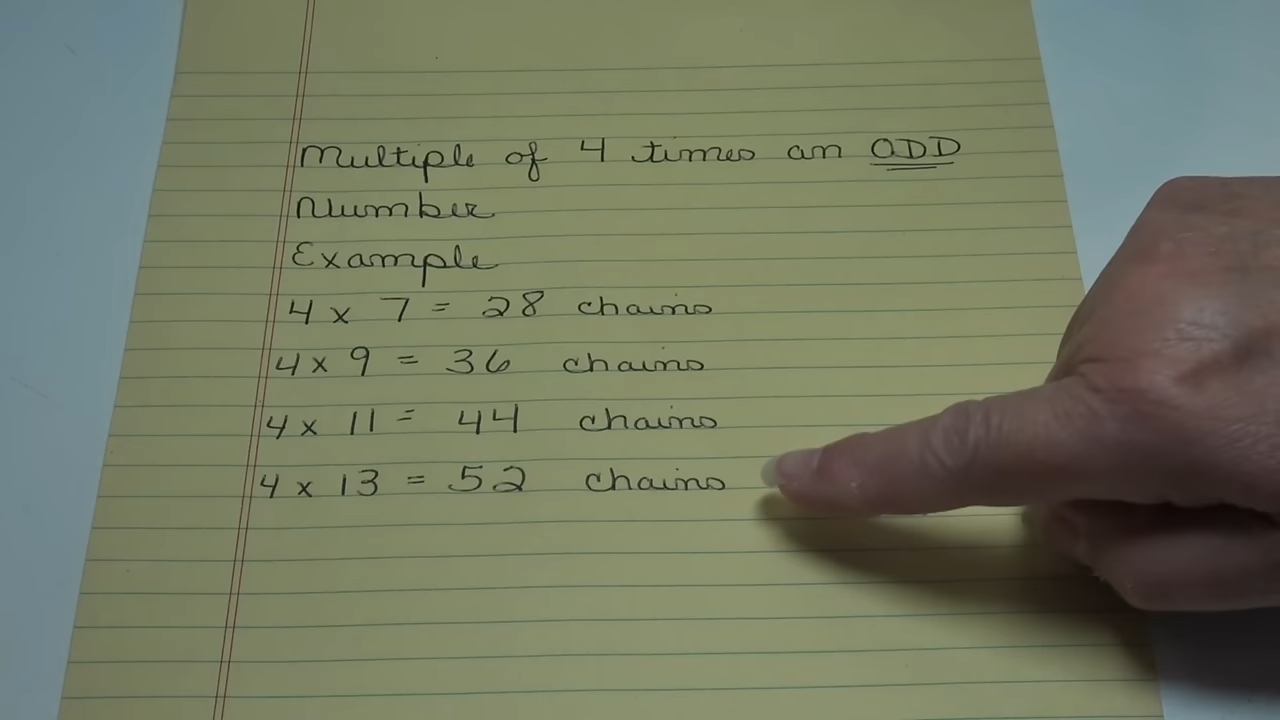 Multiple of 4 times an ODD
Number
Example
4 x 7 = 28 chains
4 x 9 = 36 chains
4 x 11 = 44 chains
4 x 13 = 52 chains